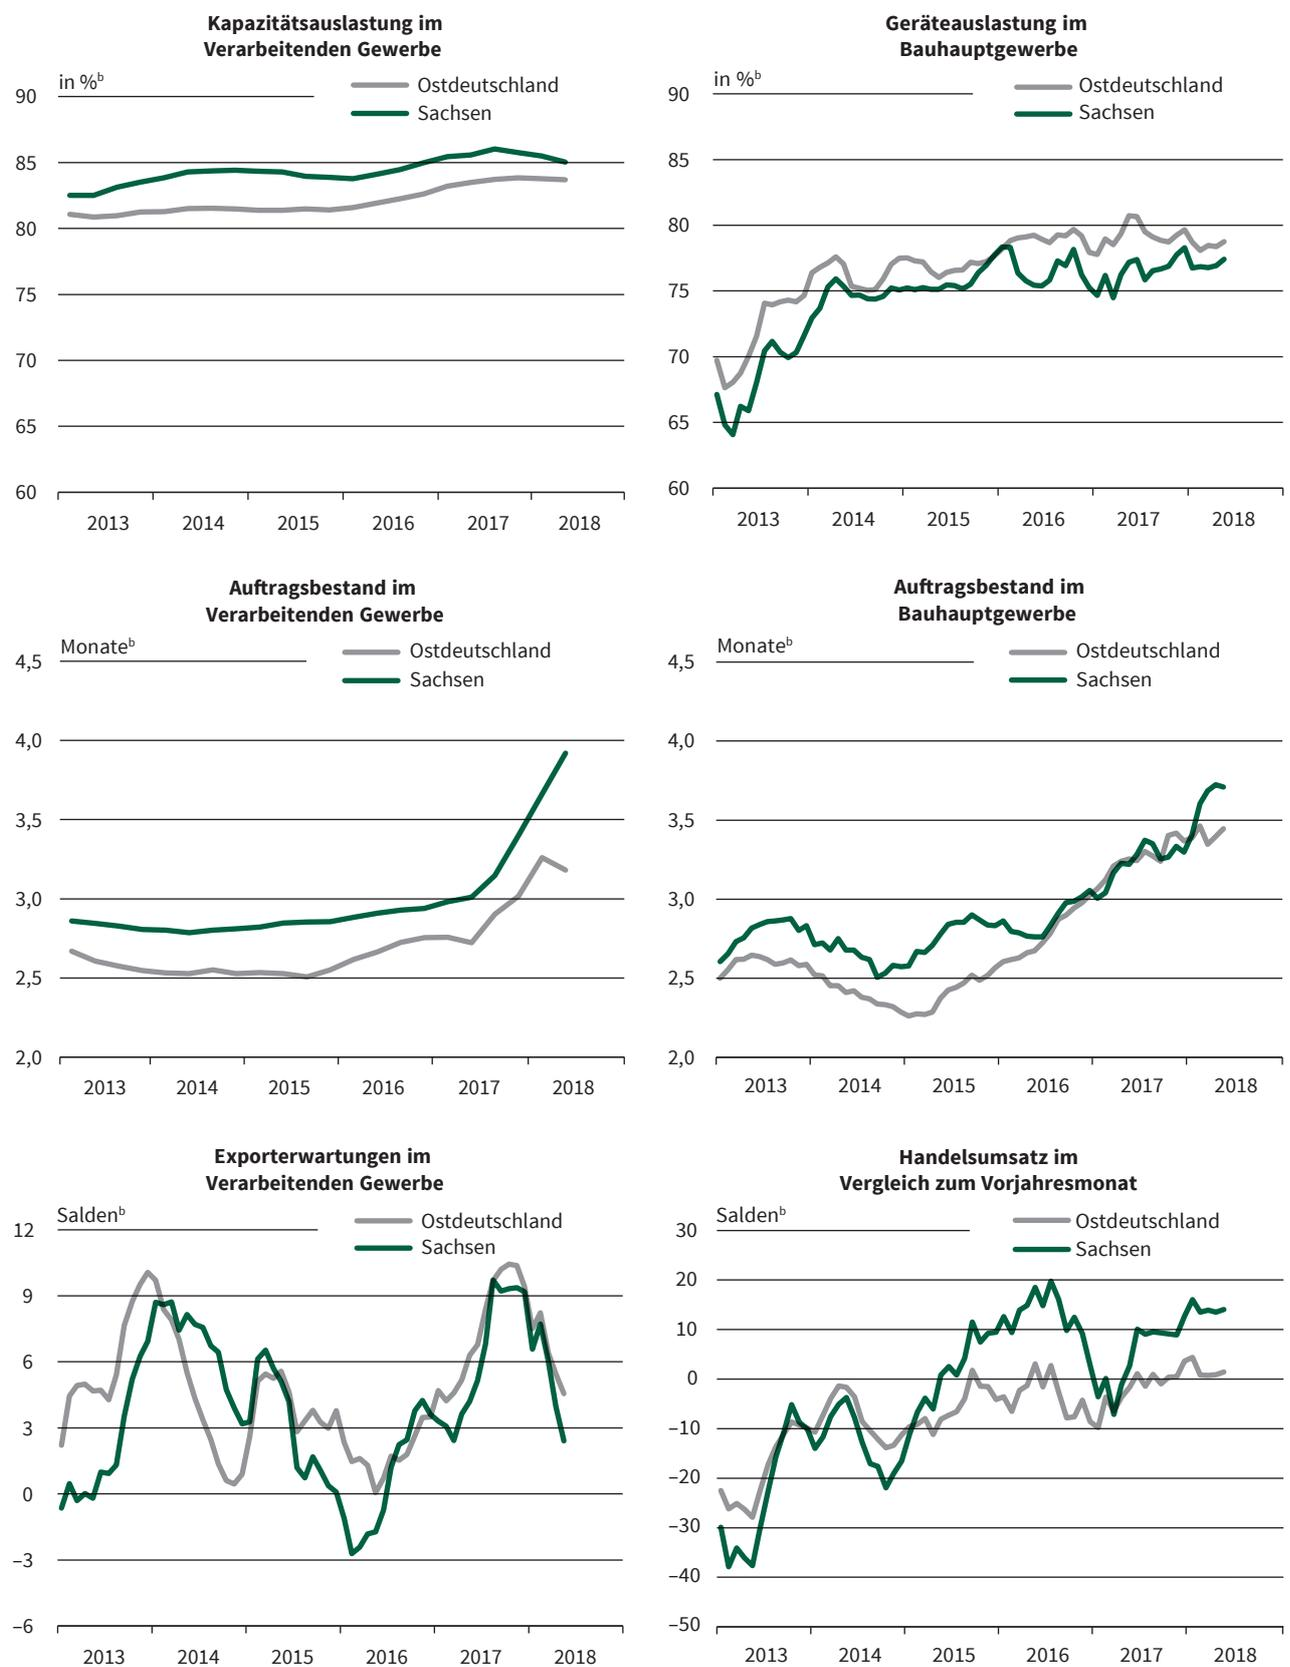 Kapazitätsauslastung im
Verarbeitenden Gewerbe
in %ᵇ
Ostdeutschland
Sachsen
90
85
80
75
70
65
60
2013 2014 2015 2016 2017 2018
Geräteauslastung im
Bauhauptgewerbe
in %ᵇ
Ostdeutschland
Sachsen
90
85
80
75
70
65
60
2013 2014 2015 2016 2017 2018
Auftragsbestand im
Verarbeitenden Gewerbe
Monateᵇ
Ostdeutschland
Sachsen
4,5
4,0
3,5
3,0
2,5
2,0
2013 2014 2015 2016 2017 2018
Auftragsbestand im
Bauhauptgewerbe
Monateᵇ
Ostdeutschland
Sachsen
4,5
4,0
3,5
3,0
2,5
2,0
2013 2014 2015 2016 2017 2018
Exporterwartungen im
Verarbeitenden Gewerbe
Saldenᵇ
Ostdeutschland
Sachsen
12
9
6
3
0
–3
–6
2013 2014 2015 2016 2017 2018
Handelsumsatz im
Vergleich zum Vorjahresmonat
Saldenᵇ
Ostdeutschland
Sachsen
30
20
10
0
–10
–20
–30
–40
–50
2013 2014 2015 2016 2017 2018